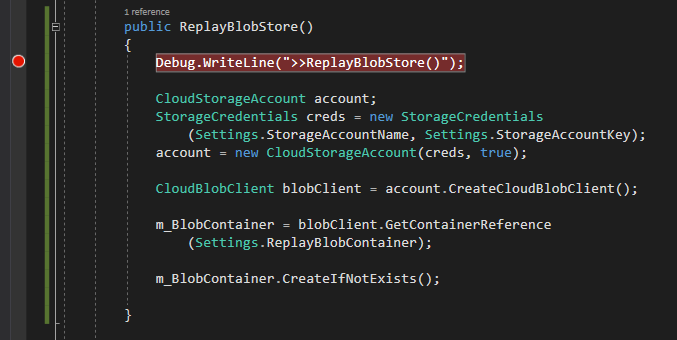 1 reference
public ReplayBlobStore()
{
Debug.WriteLine(">>ReplayBlobStore()");
CloudStorageAccount account;
StorageCredentials creds = new StorageCredentials
(Settings.StorageAccountName, Settings.StorageAccountKey);
account = new CloudStorageAccount(creds, true);
CloudBlobClient blobClient = account.CreateCloudBlobClient();
m_BlobContainer = blobClient.GetContainerReference
(Settings.ReplayBlobContainer);
m_BlobContainer.CreateIfNotExists();
}